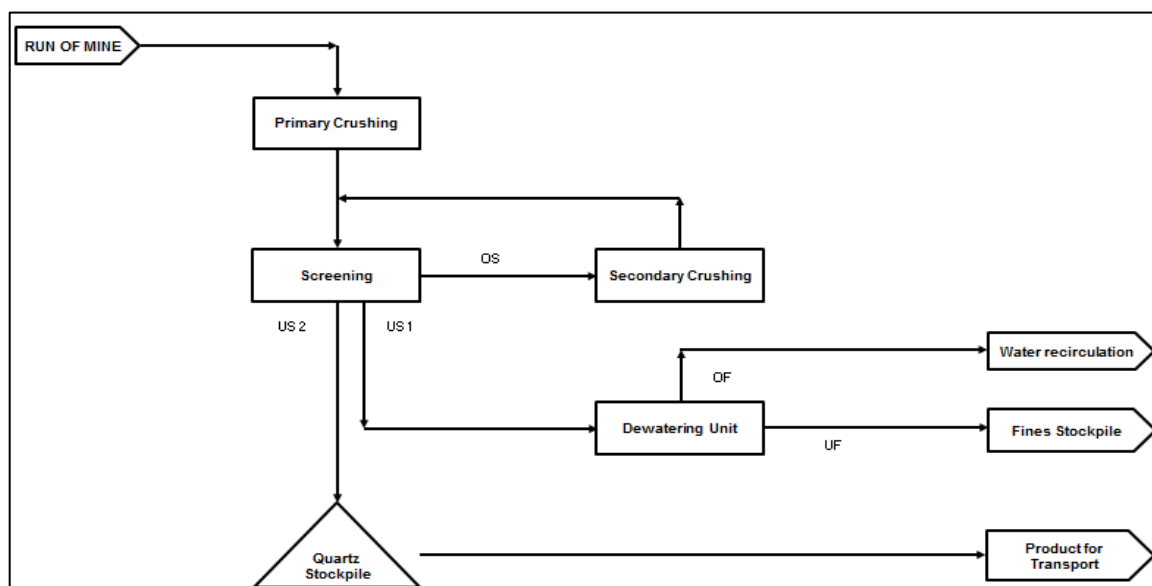 RUN OF MINE
Primary Crushing
Screening
OS
Secondary Crushing
US 2
US 1
Water recirculation
OF
Dewatering Unit
Fines Stockpile
UF
Quartz
Stockpile
Product for
Transport